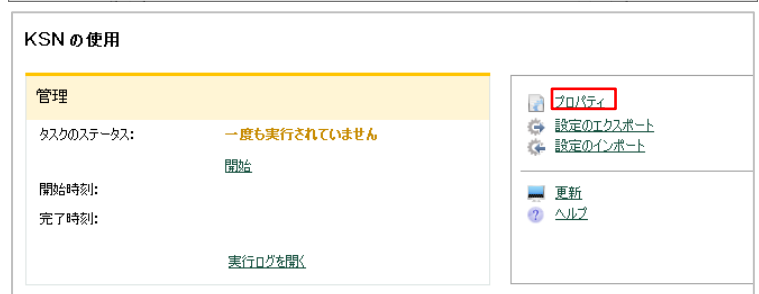 KSN の使用
管理
タスクのステータス: 一度も実行されていません
開始
開始時刻:
完了時刻:
実行ログを開く
プロパティ
設定のエクスポート
設定のインポート
更新
ヘルプ